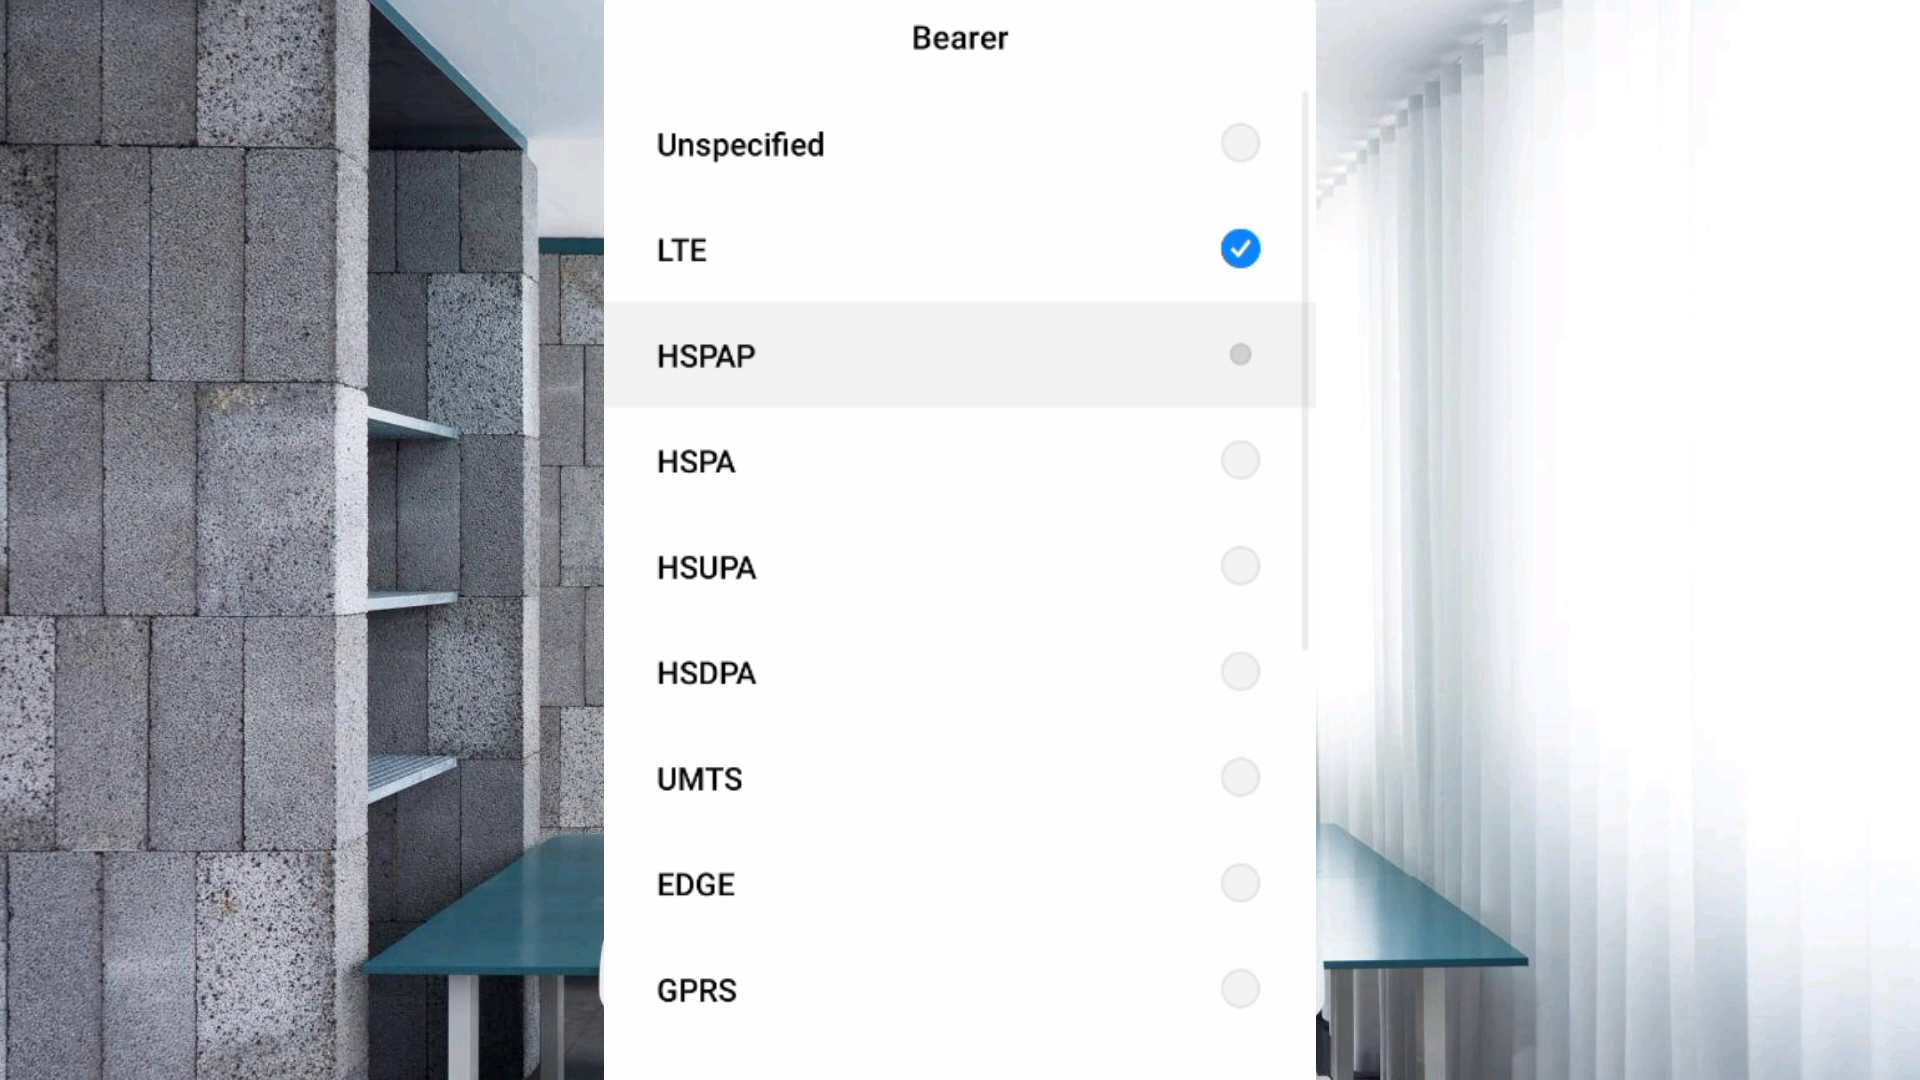 Bearer
Unspecified
LTE
HSPAP
HSPA
HSUPA
HSDPA
UMTS
EDGE
GPRS